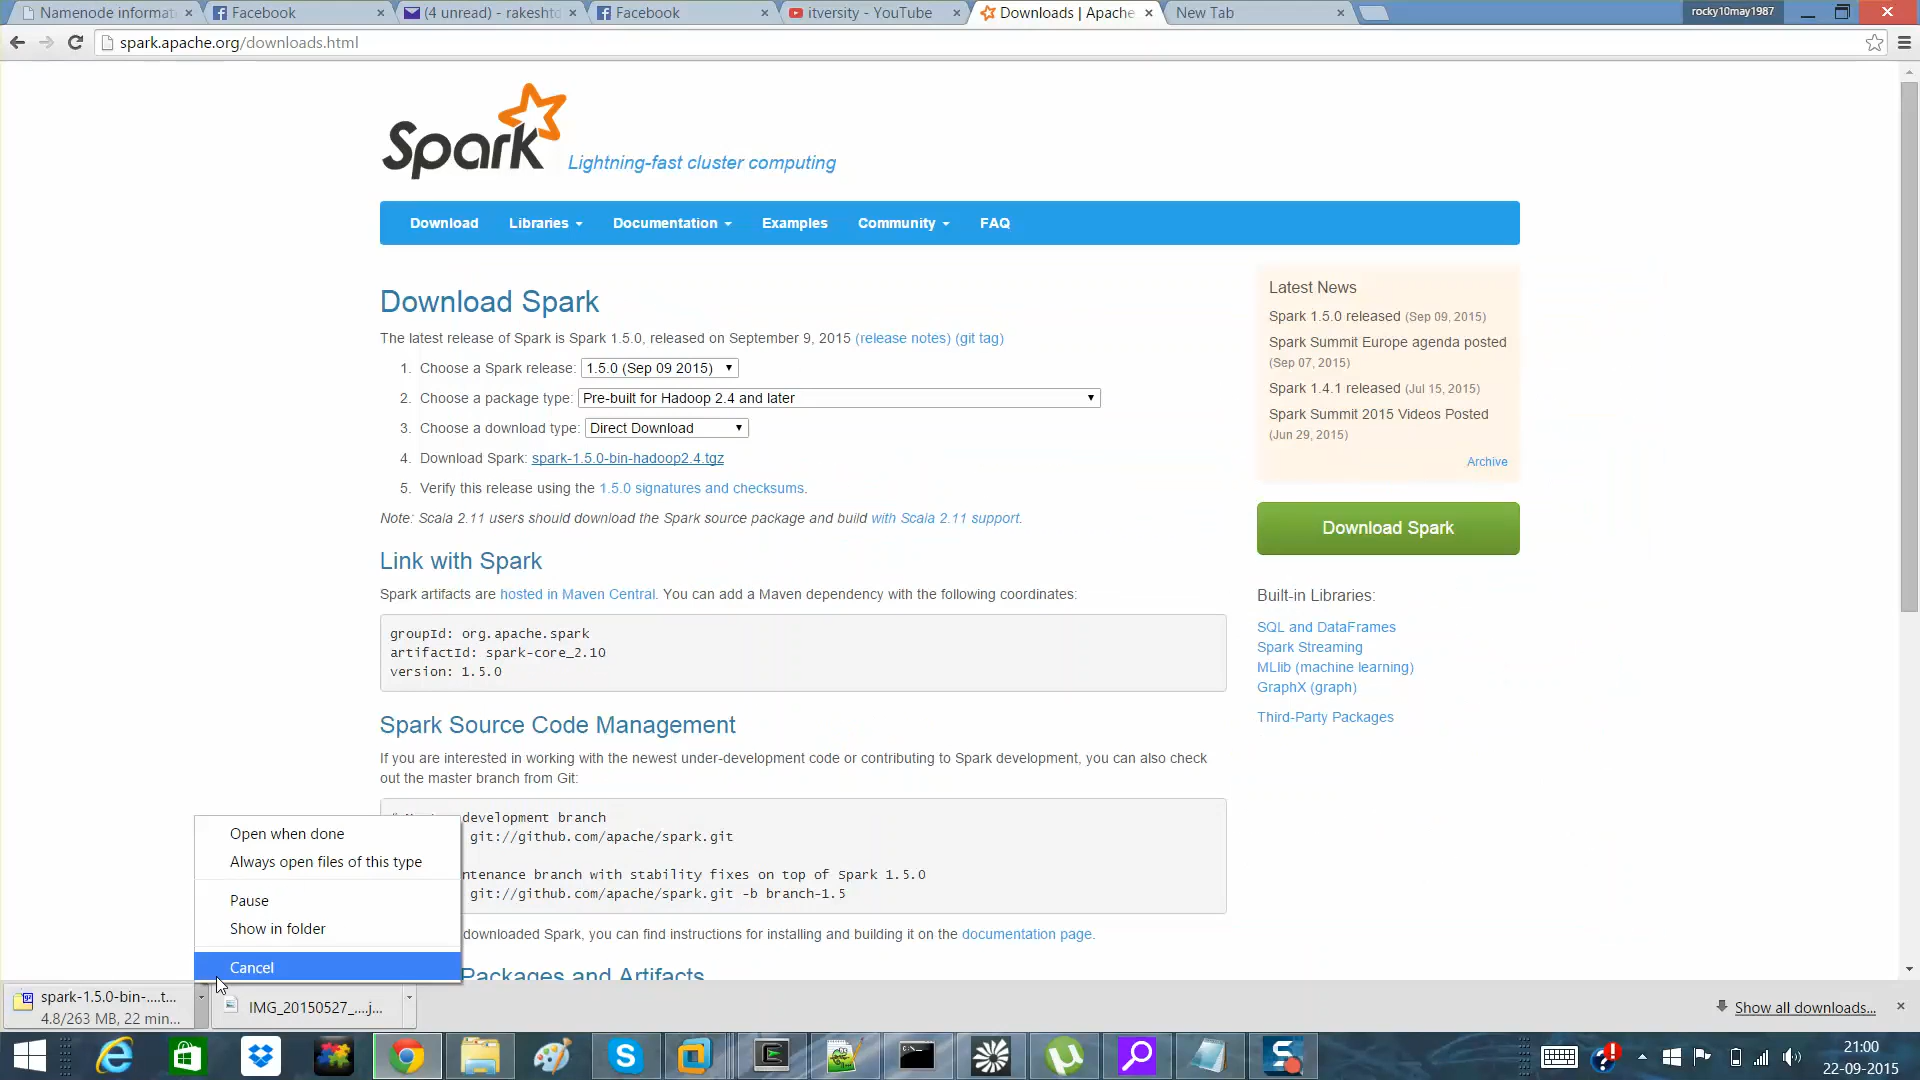 Namenode informat
Facebook
(4 unread) - rakesht
Facebook
itversity - YouTube
Downloads | Apache
New Tab
rocky10may1987
spark.apache.org/downloads.html
Spark
Lightning-fast cluster computing
Download
Libraries
Documentation
Examples
Community
FAQ
Download Spark
The latest release of Spark is Spark 1.5.0, released on September 9, 2015 (release notes) (git tag)
1. Choose a Spark release: 1.5.0 (Sep 09 2015)
2. Choose a package type: Pre-built for Hadoop 2.4 and later
3. Choose a download type: Direct Download
4. Download Spark: spark-1.5.0-bin-hadoop2.4.tgz
5. Verify this release using the 1.5.0 signatures and checksums.
Note: Scala 2.11 users should download the Spark source package and build with Scala 2.11 support.
Link with Spark
Spark artifacts are hosted in Maven Central. You can add a Maven dependency with the following coordinates:
groupId: org.apache.spark
artifactId: spark-core_2.10
version: 1.5.0
Spark Source Code Management
If you are interested in working with the newest under-development code or contributing to Spark development, you can also check
out the master branch from Git:
development branch
git://github.com/apache/spark.git
ntenance branch with stability fixes on top of Spark 1.5.0
git://github.com/apache/spark.git -b branch-1.5
downloaded Spark, you can find instructions for installing and building it on the documentation page.
Packages and Artifacts
Latest News
Spark 1.5.0 released (Sep 09, 2015)
Spark Summit Europe agenda posted
(Sep 07, 2015)
Spark 1.4.1 released (Jul 15, 2015)
Spark Summit 2015 Videos Posted
(Jun 29, 2015)
Archive
Download Spark
Built-in Libraries:
SQL and DataFrames
Spark Streaming
MLlib (machine learning)
GraphX (graph)
Third-Party Packages
Open when done
Always open files of this type
Pause
Show in folder
Cancel
spark-1.5.0-bin-....t...
4.8/263 MB, 22 min...
IMG_20150527_....j...
Show all downloads...
21:00
22-09-2015